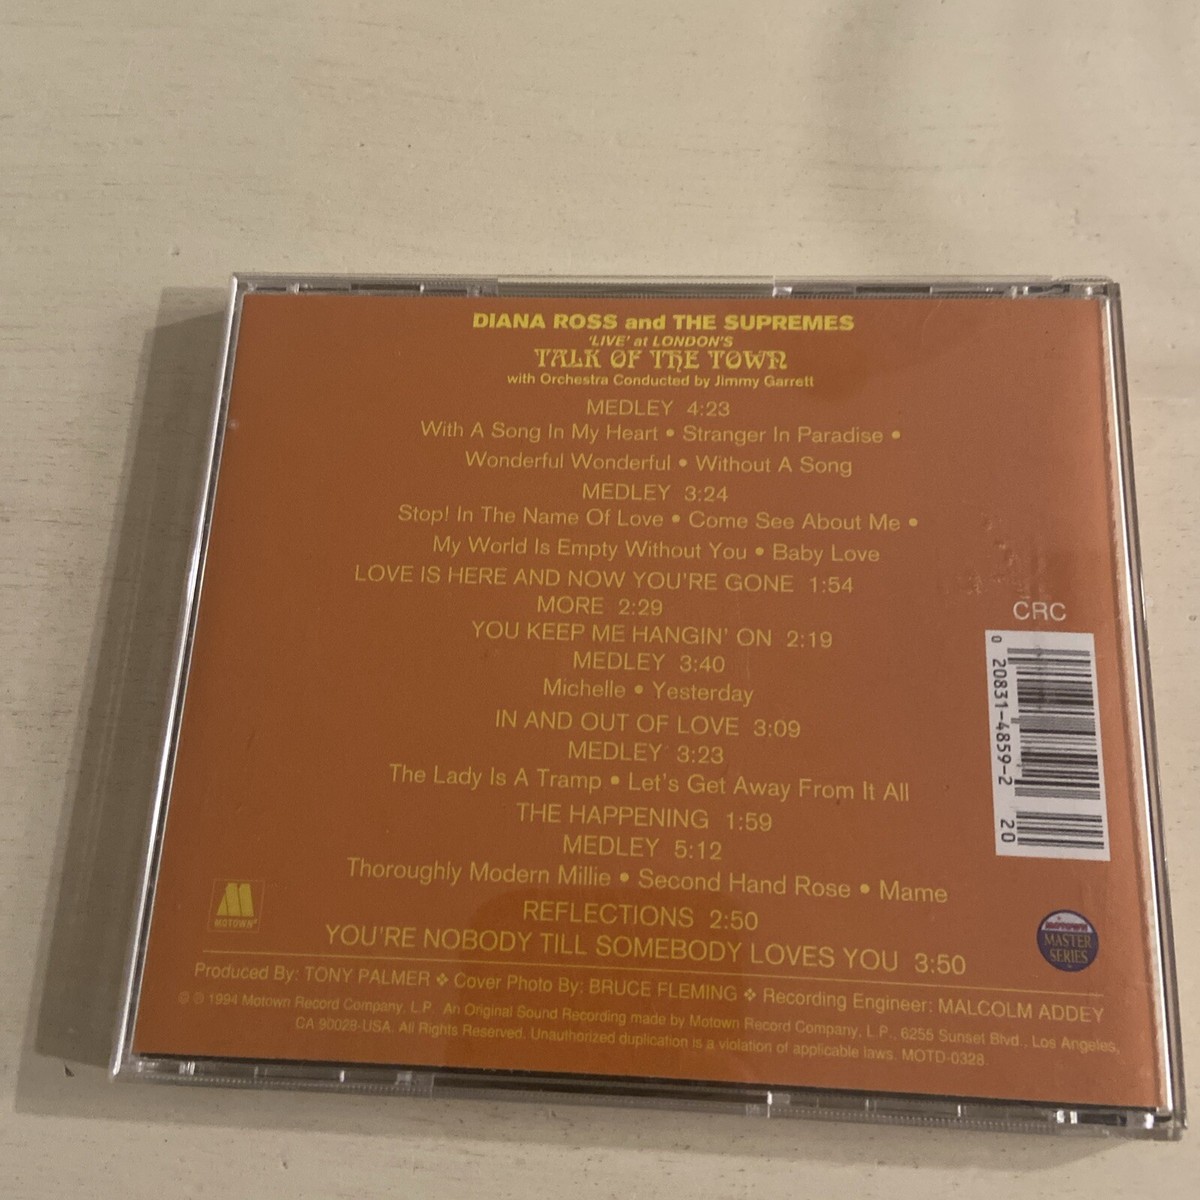 DIANA ROSS and THE SUPREMES
'LIVE' at LONDON'S
TALK OF THE TOWN
with Orchestra Conducted by Jimmy Garrett
MEDLEY 4:23
With A Song In My Heart • Stranger In Paradise •
Wonderful Wonderful • Without A Song
MEDLEY 3:24
Stop! In The Name Of Love • Come See About Me •
My World Is Empty Without You • Baby Love
LOVE IS HERE AND NOW YOU'RE GONE 1:54
MORE 2:29
YOU KEEP ME HANGIN' ON 2:19
MEDLEY 3:40
Michelle • Yesterday
IN AND OUT OF LOVE 3:09
MEDLEY 3:23
The Lady Is A Tramp • Let's Get Away From It All
THE HAPPENING 1:59
MEDLEY 5:12
Thoroughly Modern Millie • Second Hand Rose • Mame
REFLECTIONS 2:50
YOU'RE NOBODY TILL SOMEBODY LOVES YOU 3:50
CRC
0 20831-4859-2 20
M
MOTOWN®
MASTER
SERIES
Produced By: TONY PALMER ❖ Cover Photo By: BRUCE FLEMING ❖ Recording Engineer: MALCOLM ADDEY
℗ © 1994 Motown Record Company, L.P. An Original Sound Recording made by Motown Record Company, L.P., 6255 Sunset Blvd., Los Angeles,
CA 90028-USA. All Rights Reserved. Unauthorized duplication is a violation of applicable laws. MOTD-0328